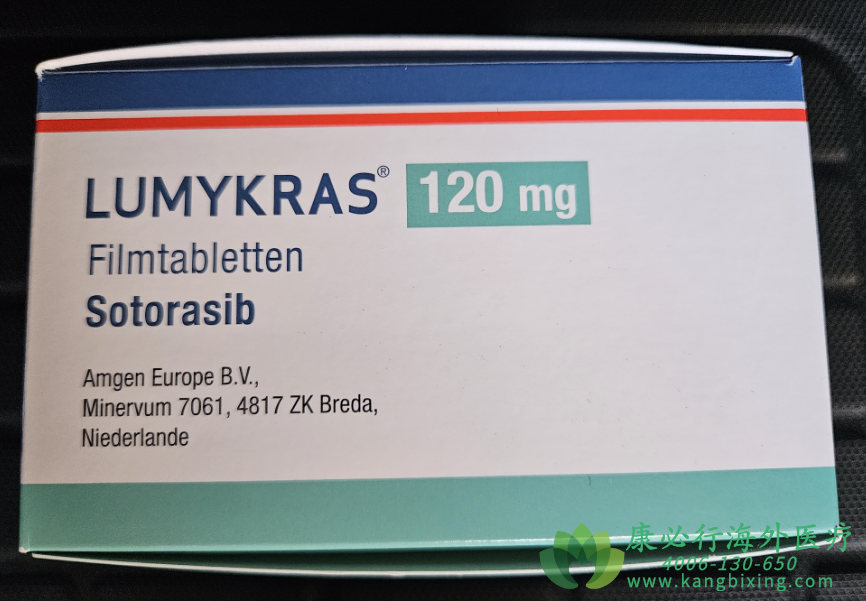 LUMYKRAS® 120 mg
Filmtabletten
Sotorasib
Amgen Europe B.V.,
Minervum 7061, 4817 ZK Breda,
Niederlande
康必行海外医疗
4006-130-650
www.kangbixing.com